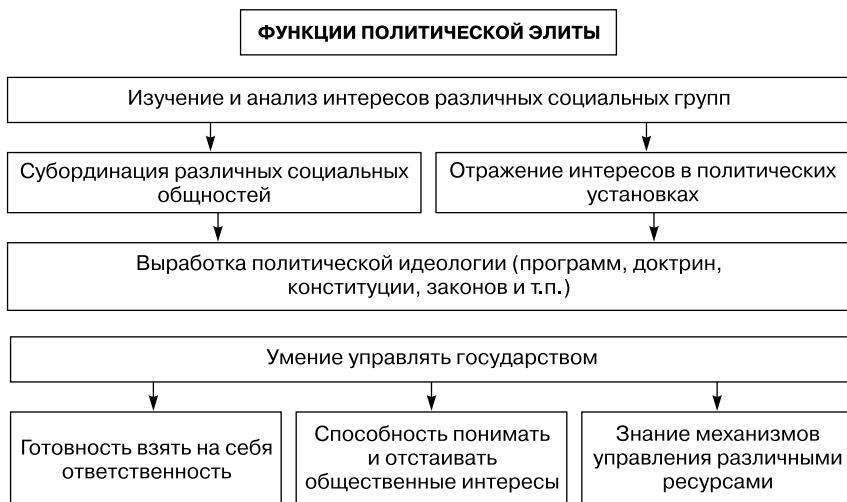 ФУНКЦИИ ПОЛИТИЧЕСКОЙ ЭЛИТЫ
Изучение и анализ интересов различных социальных групп
Субординация различных социальных
общностей
Отражение интересов в политических
установках
Выработка политической идеологии (программ, доктрин,
конституции, законов и т.п.)
Умение управлять государством
Готовность взять на себя
ответственность
Способность понимать
и отстаивать
общественные интересы
Знание механизмов
управления различными
ресурсами